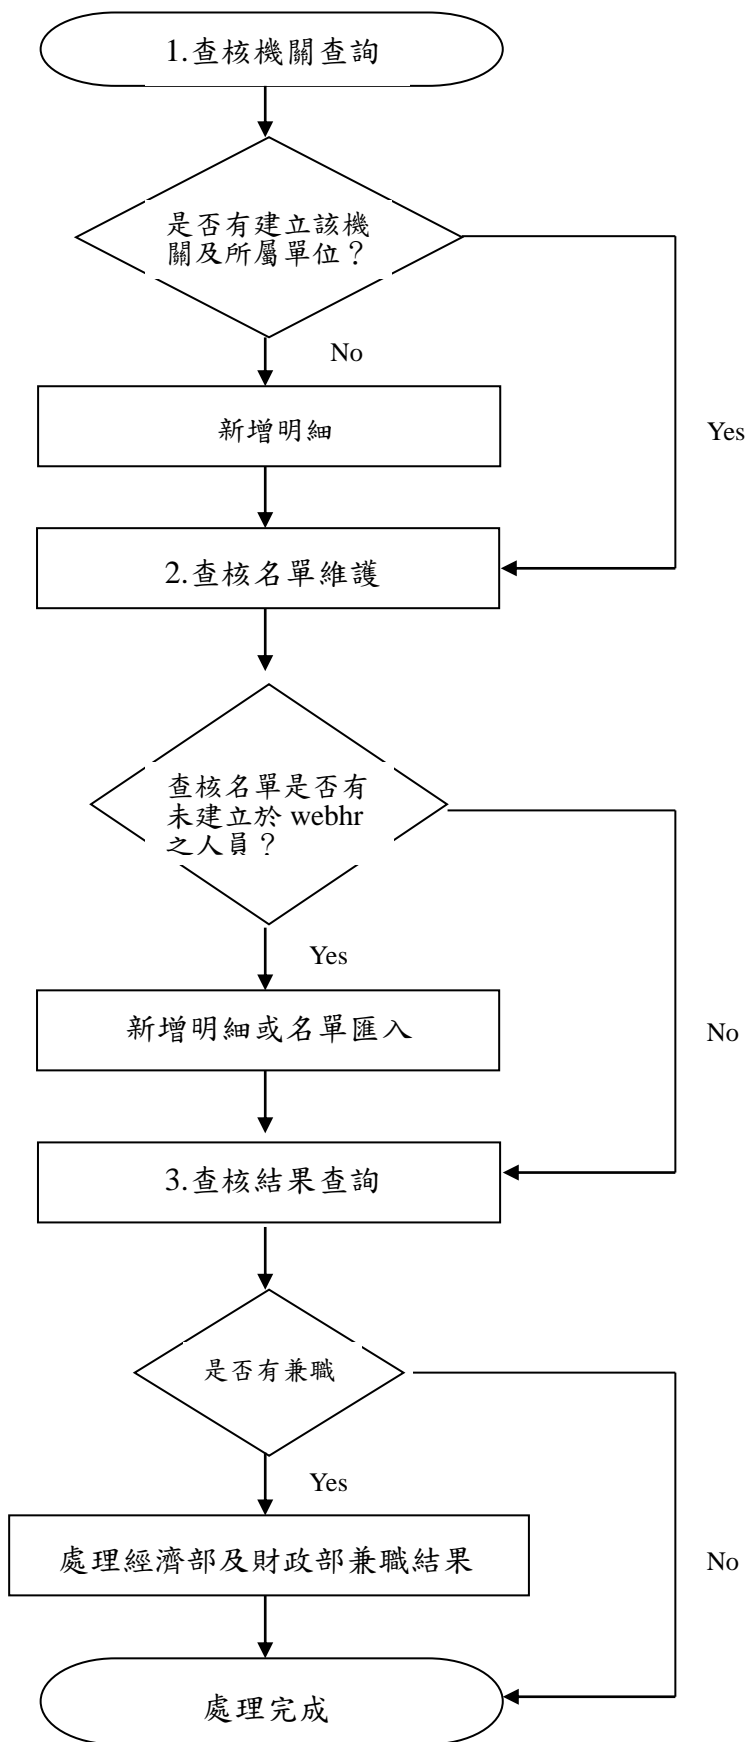 1.查核機關查詢
是否有建立該機
關及所屬單位？
No
新增明細
Yes
2.查核名單維護
查核名單是否有
未建立於 webhr
之人員？
Yes
新增明細或名單匯入
No
3.查核結果查詢
是否有兼職
Yes
處理經濟部及財政部兼職結果
No
處理完成